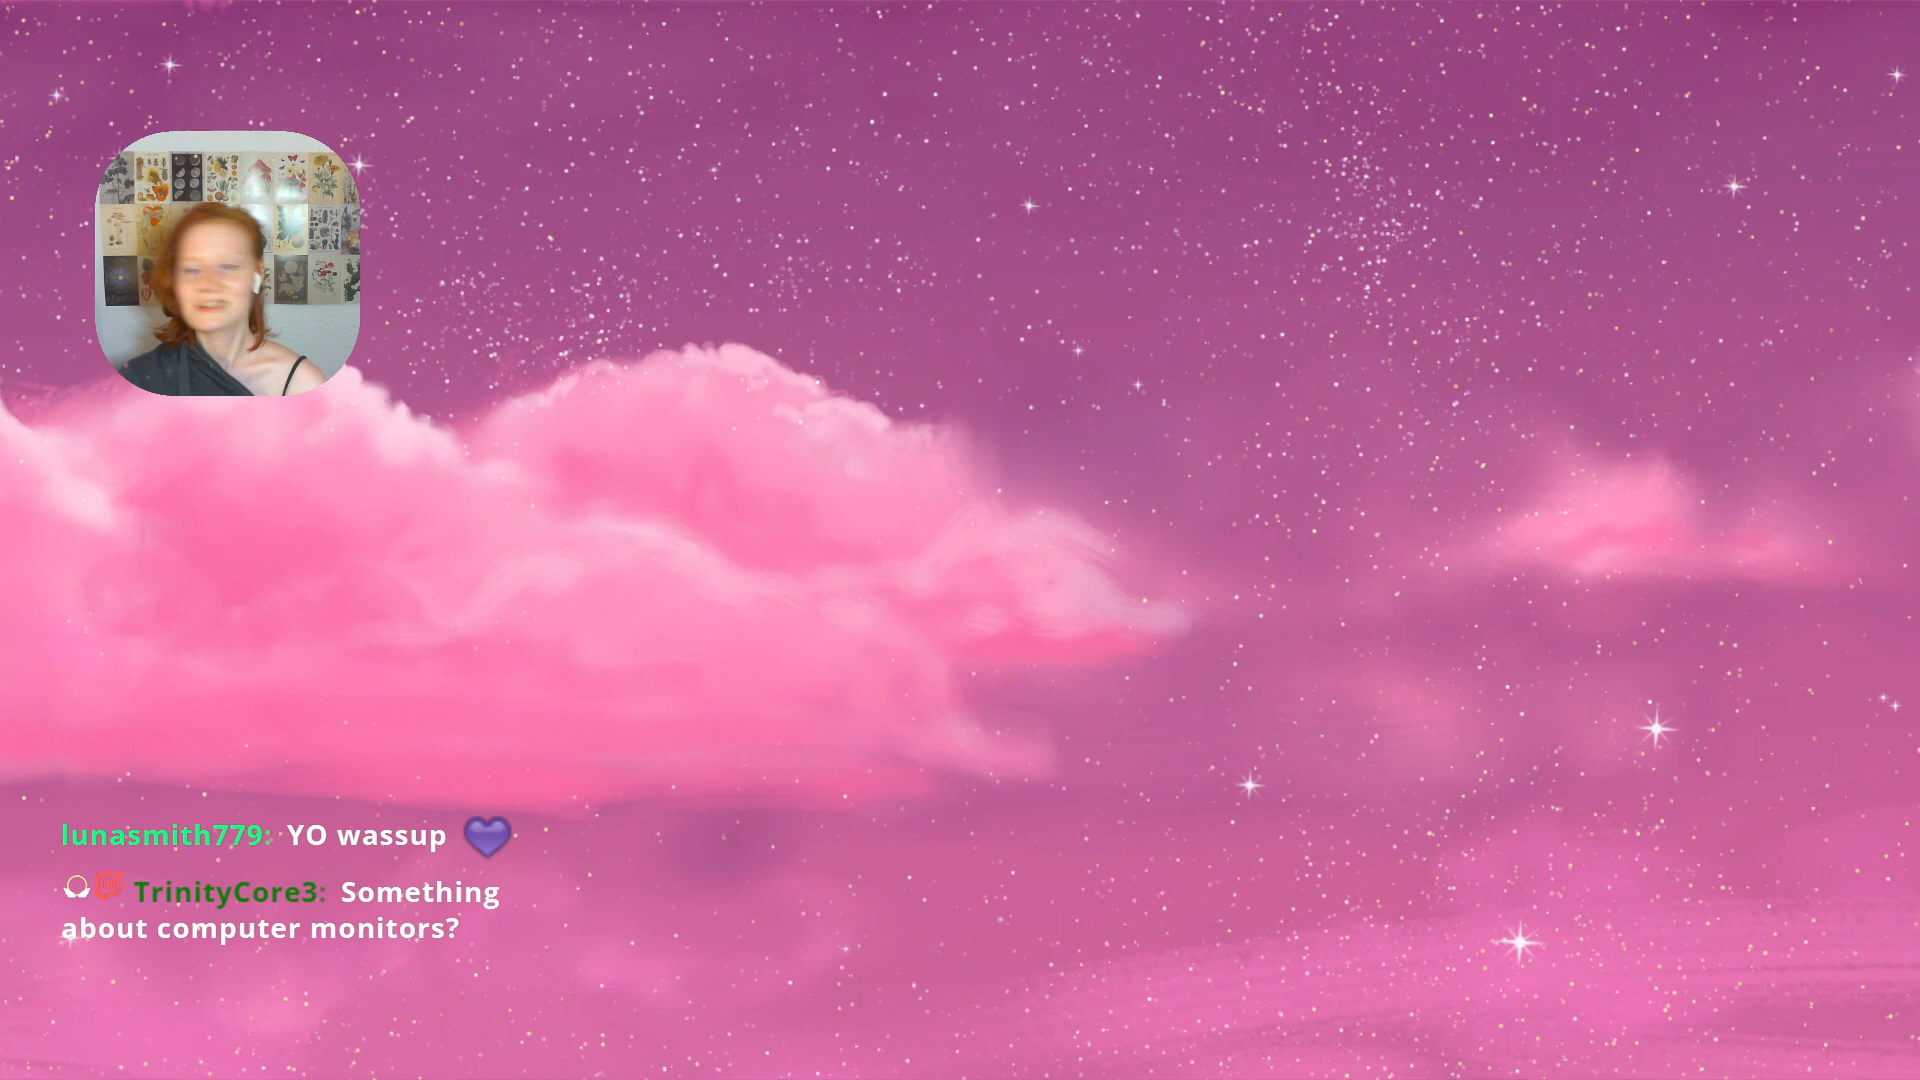 lunasmith779: YO wassup 💜
TrinityCore3: Something
about computer monitors?